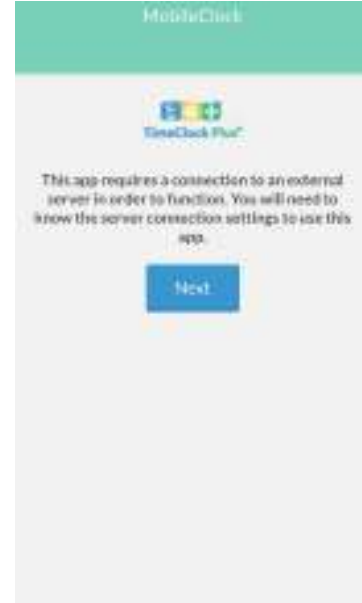 MobileClock
TimeClock Plus®
This app requires a connection to an external
server in order to function. You will need to
know the server connection settings to use this
app.
Next